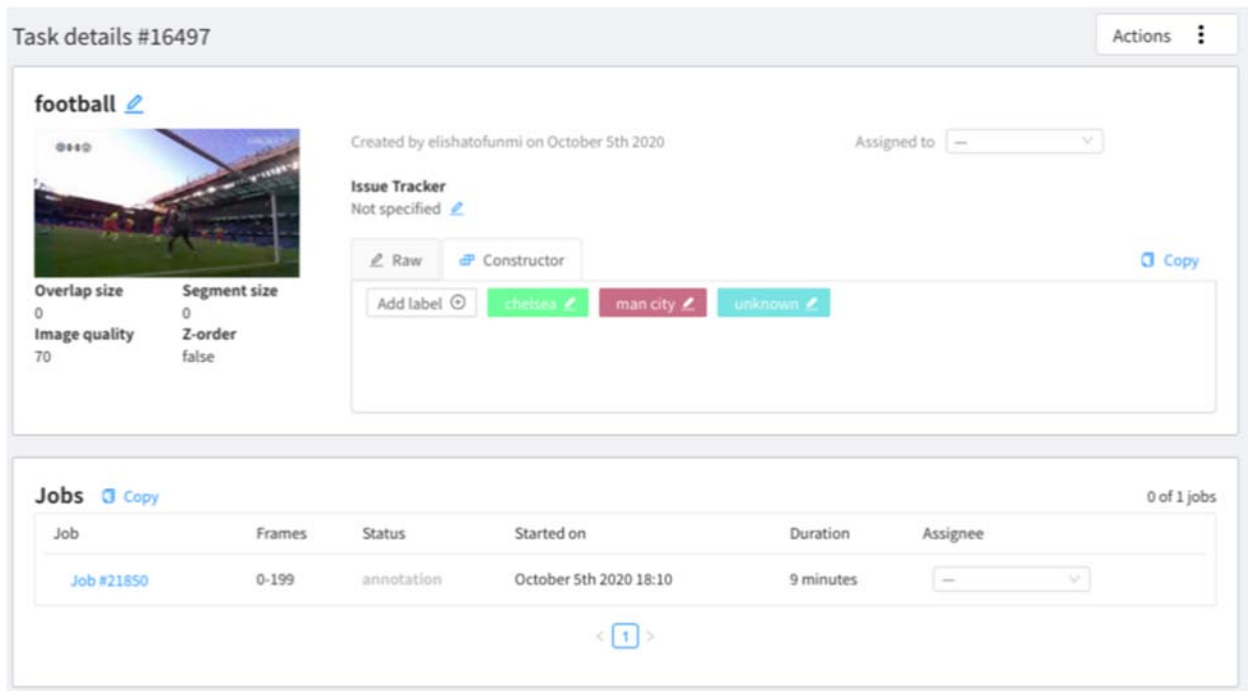 Task details #16497
Actions
football
Created by elishatofunmi on October 5th 2020
Assigned to —
Issue Tracker
Not specified
Raw
Constructor
Copy
Overlap size Segment size
0 0
Image quality Z-order
70 false
Add label chelsea man city unknown
Jobs Copy
0 of 1 jobs
Job Frames Status Started on Duration Assignee
Job #21850 0-199 annotation October 5th 2020 18:10 9 minutes —
< 1 >